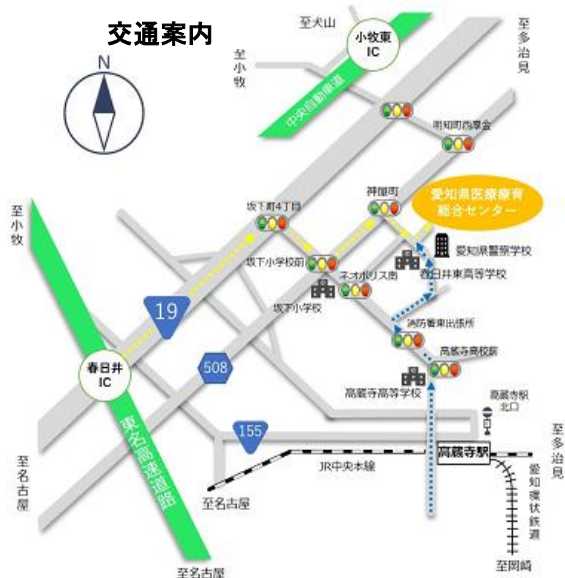 交通案内
至犬山
小牧東
IC
至多治見
至小牧
N
中央自動車道
明知町西厚金
神屋町
愛知県医療療育
総合センター
坂下町4丁目
至小牧
愛知県警察学校
坂下小学校前
春日井東高等学校
ネオポリス南
坂下小学校
19
消防署東出張所
高蔵寺高校前
春日井
IC
508
高蔵寺高等学校
高蔵寺駅
北口
155
東名高速道路
至名古屋
高蔵寺駅
至多治見
JR中央本線
愛知環状鉄道
至名古屋
至岡崎
至名古屋